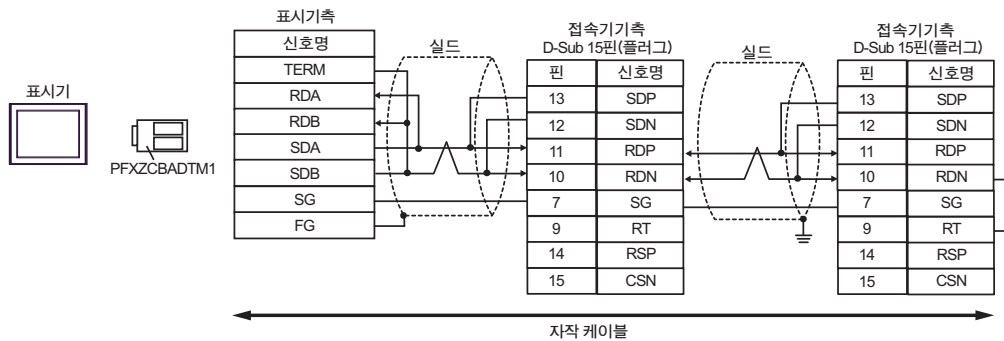 표시기
PFXZCBADTM1
표시기측
신호명
TERM
RDA
RDB
SDA
SDB
SG
FG
실드
접속기기측
D-Sub 15핀(플러그)
핀 신호명
13 SDP
12 SDN
11 RDP
10 RDN
7 SG
9 RT
14 RSP
15 CSN
실드
접속기기측
D-Sub 15핀(플러그)
핀 신호명
13 SDP
12 SDN
11 RDP
10 RDN
7 SG
9 RT
14 RSP
15 CSN
자작 케이블